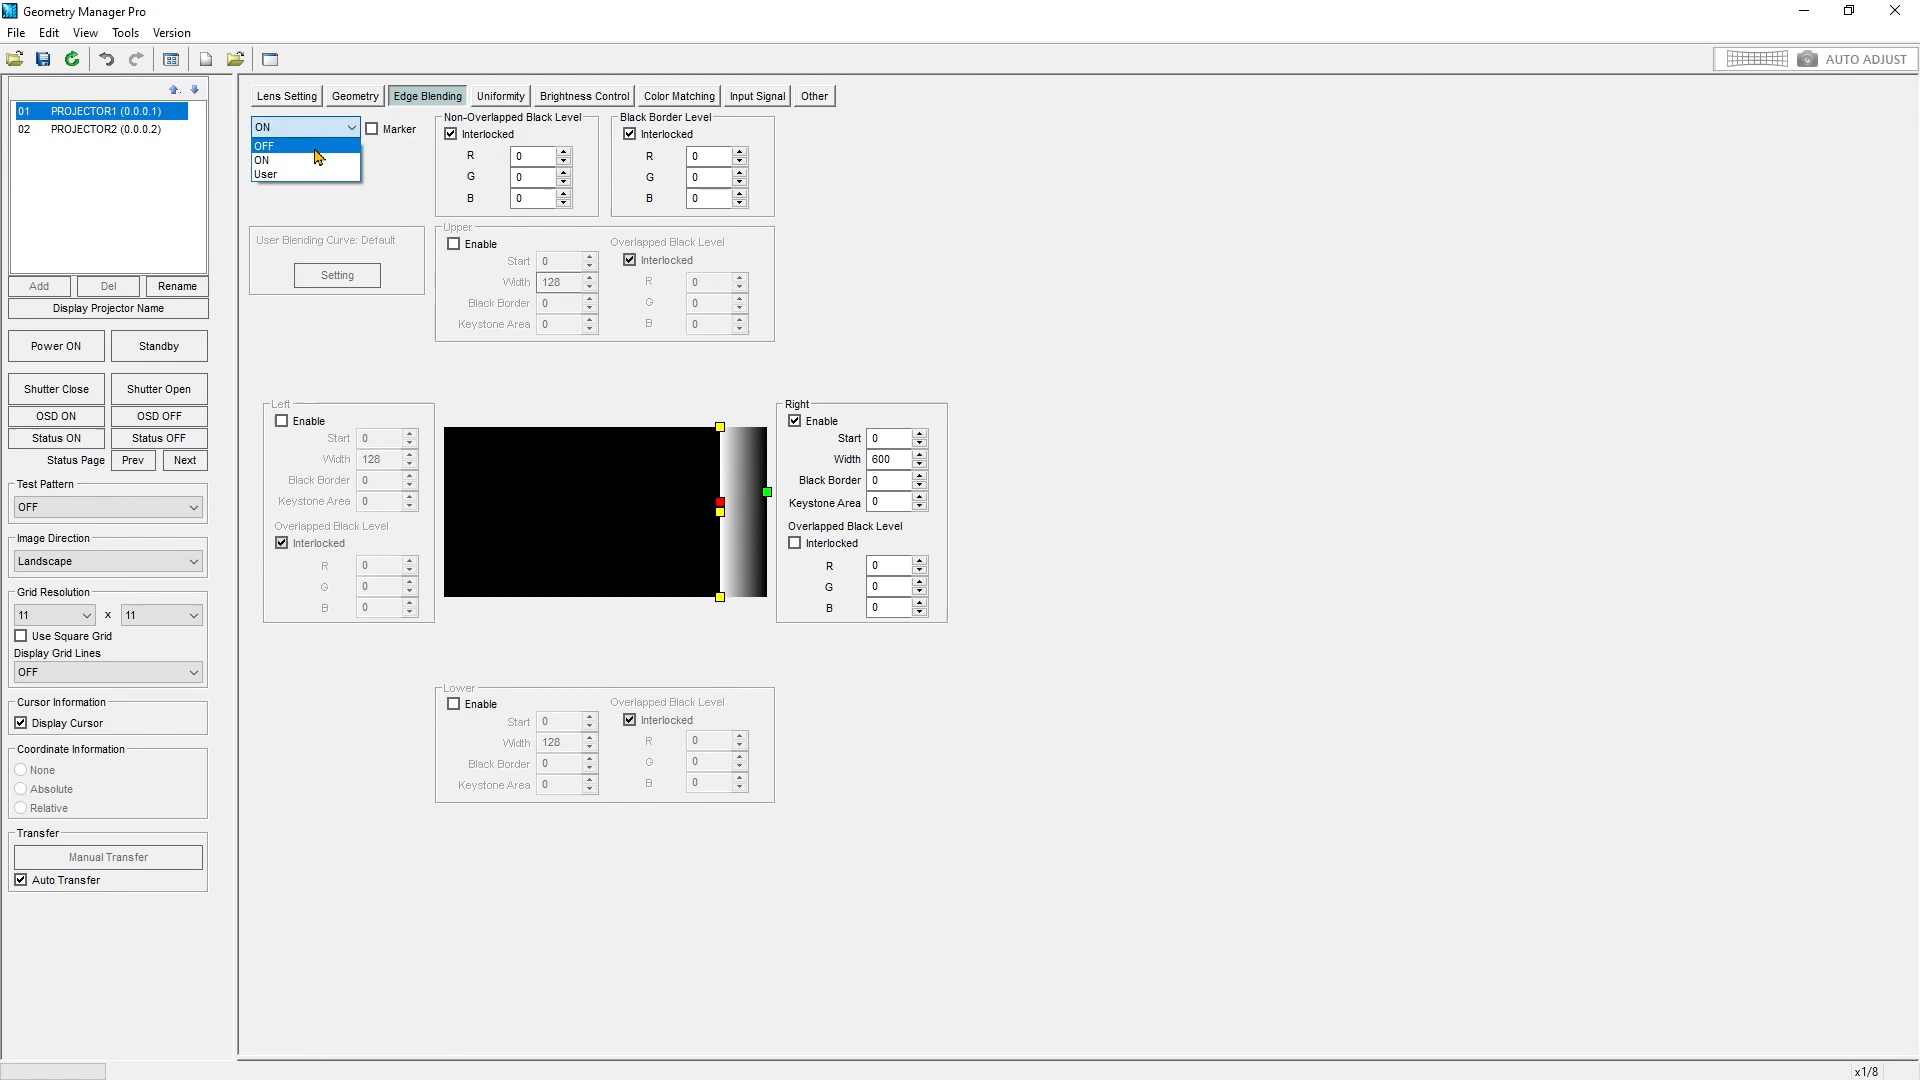 Geometry Manager Pro
File Edit View Tools Version
AUTO ADJUST
01 PROJECTOR1 (0.0.0.1)
02 PROJECTOR2 (0.0.0.2)
Add Del Rename
Display Projector Name
Power ON Standby
Shutter Close Shutter Open
OSD ON OSD OFF
Status ON Status OFF
Status Page Prev Next
Test Pattern
OFF
Image Direction
Landscape
Grid Resolution
11 x 11
Use Square Grid
Display Grid Lines
OFF
Cursor Information
Display Cursor
Coordinate Information
None
Absolute
Relative
Transfer
Manual Transfer
Auto Transfer
Lens Setting Geometry Edge Blending Uniformity Brightness Control Color Matching Input Signal Other
ON Marker
OFF
ON
User
Non-Overlapped Black Level
Interlocked
R 0
G 0
B 0
Black Border Level
Interlocked
R 0
G 0
B 0
User Blending Curve: Default
Setting
Upper
Enable
Start 0
Width 128
Black Border 0
Keystone Area 0
Overlapped Black Level
Interlocked
R 0
G 0
B 0
Left
Enable
Start 0
Width 128
Black Border 0
Keystone Area 0
Overlapped Black Level
Interlocked
R 0
G 0
B 0
Right
Enable
Start 0
Width 600
Black Border 0
Keystone Area 0
Overlapped Black Level
Interlocked
R 0
G 0
B 0
Lower
Enable
Start 0
Width 128
Black Border 0
Keystone Area 0
Overlapped Black Level
Interlocked
R 0
G 0
B 0
x1/8